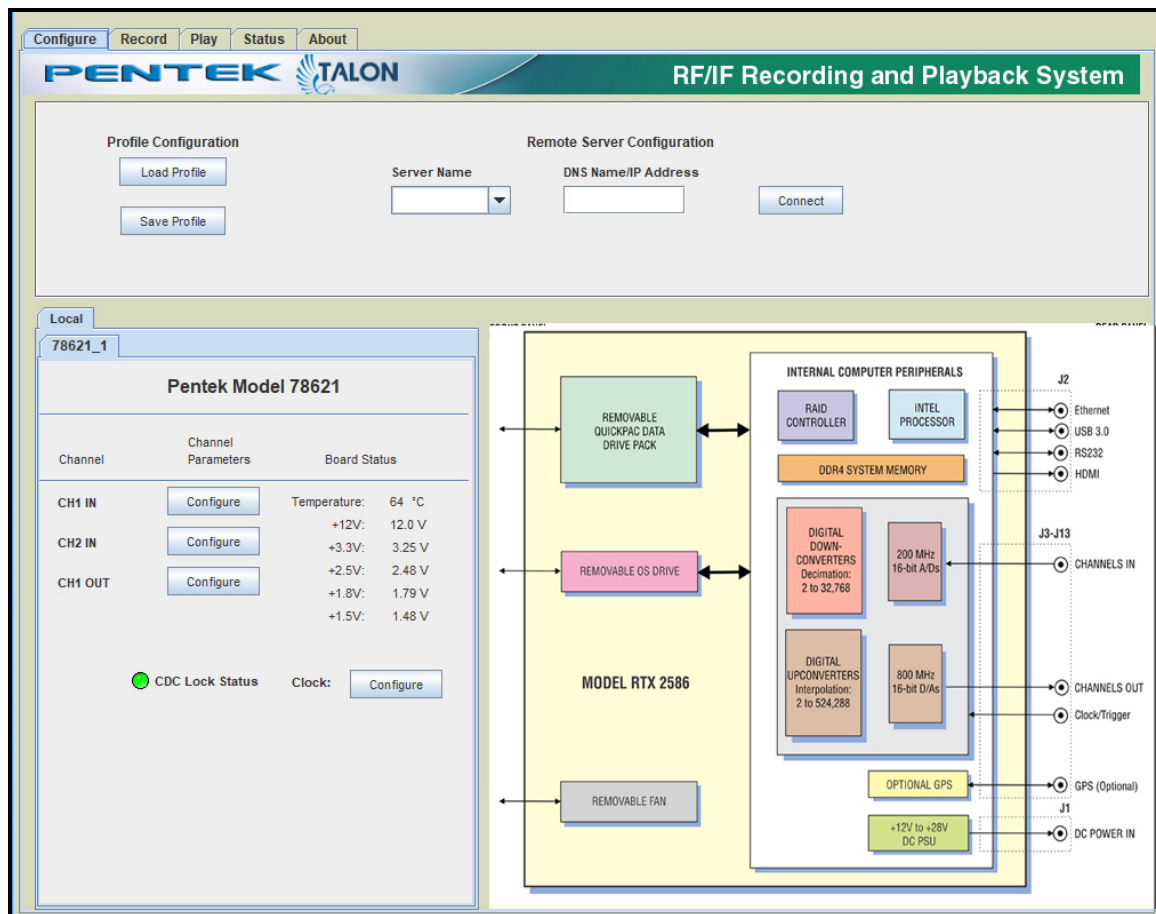 Configure Record Play Status About
PENTEK TALON RF/IF Recording and Playback System
Profile Configuration
Remote Server Configuration
Load Profile
Server Name
DNS Name/IP Address
Connect
Save Profile
Local
78621_1
Pentek Model 78621
Channel
Channel
Parameters
Board Status
CH1 IN Configure Temperature: 64 °C
+12V: 12.0 V
CH2 IN Configure +3.3V: 3.25 V
+2.5V: 2.48 V
CH1 OUT Configure +1.8V: 1.79 V
+1.5V: 1.48 V
CDC Lock Status Clock: Configure
REMOVABLE
QUICKPAC DATA
DRIVE PACK
REMOVABLE OS DRIVE
MODEL RTX 2586
REMOVABLE FAN
INTERNAL COMPUTER PERIPHERALS
RAID
CONTROLLER
INTEL
PROCESSOR
DDR4 SYSTEM MEMORY
DIGITAL
DOWN-
CONVERTERS
Decimation:
2 to 32,768
200 MHz
16-bit A/Ds
DIGITAL
UPCONVERTERS
Interpolation:
2 to 524,288
800 MHz
16-bit D/As
OPTIONAL GPS
+12V to +28V
DC PSU
J2
Ethernet
USB 3.0
RS232
HDMI
J3-J13
CHANNELS IN
CHANNELS OUT
Clock/Trigger
GPS (Optional)
J1
DC POWER IN